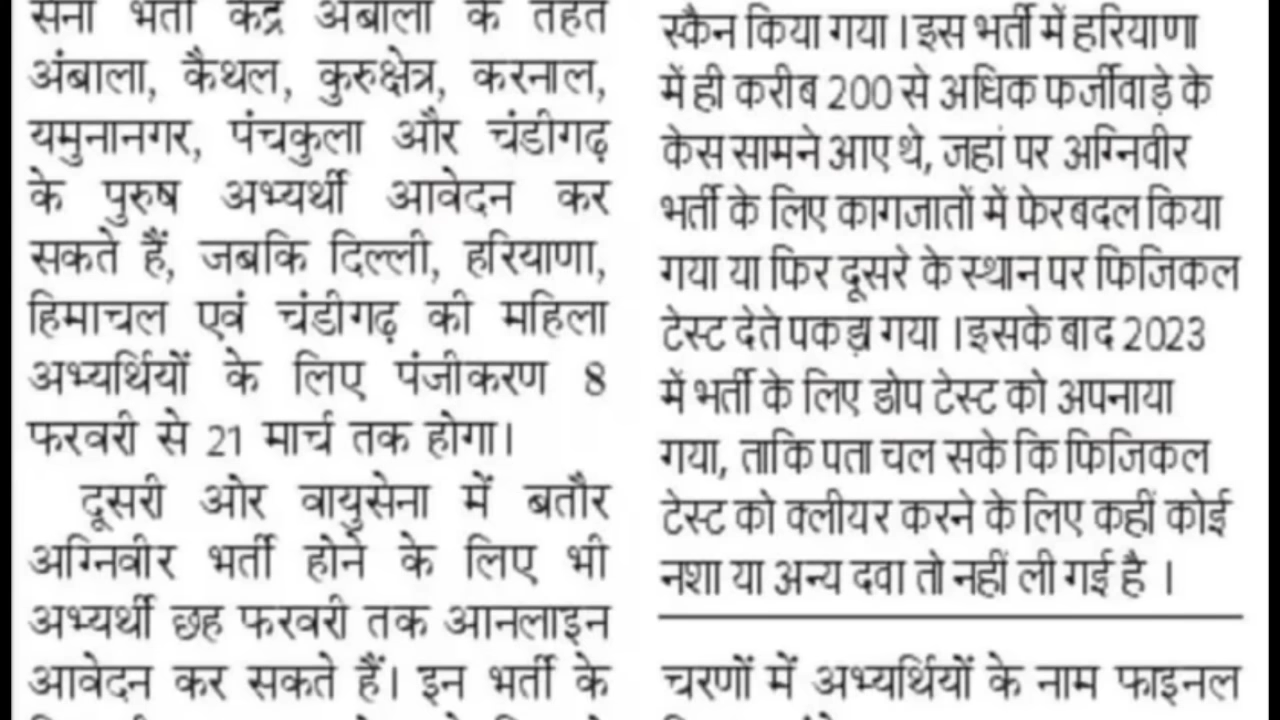 सेना भर्ती केंद्र अंबाला के तहत
अंबाला, कैथल, कुरुक्षेत्र, करनाल,
यमुनानगर, पंचकुला और चंडीगढ़
के पुरुष अभ्यर्थी आवेदन कर
सकते हैं, जबकि दिल्ली, हरियाणा,
हिमाचल एवं चंडीगढ़ की महिला
अभ्यर्थियों के लिए पंजीकरण 8
फरवरी से 21 मार्च तक होगा।
दूसरी ओर वायुसेना में बतौर
अग्निवीर भर्ती होने के लिए भी
अभ्यर्थी छह फरवरी तक आनलाइन
आवेदन कर सकते हैं। इन भर्ती के
स्कैन किया गया । इस भर्ती में हरियाणा
में ही करीब 200 से अधिक फर्जीवाड़े के
केस सामने आए थे, जहां पर अग्निवीर
भर्ती के लिए कागजातों में फेरबदल किया
गया या फिर दूसरे के स्थान पर फिजिकल
टेस्ट देते पकड़ा गया । इसके बाद 2023
में भर्ती के लिए डोप टेस्ट को अपनाया
गया, ताकि पता चल सके कि फिजिकल
टेस्ट को क्लीयर करने के लिए कहीं कोई
नशा या अन्य दवा तो नहीं ली गई है ।
चरणों में अभ्यर्थियों के नाम फाइनल